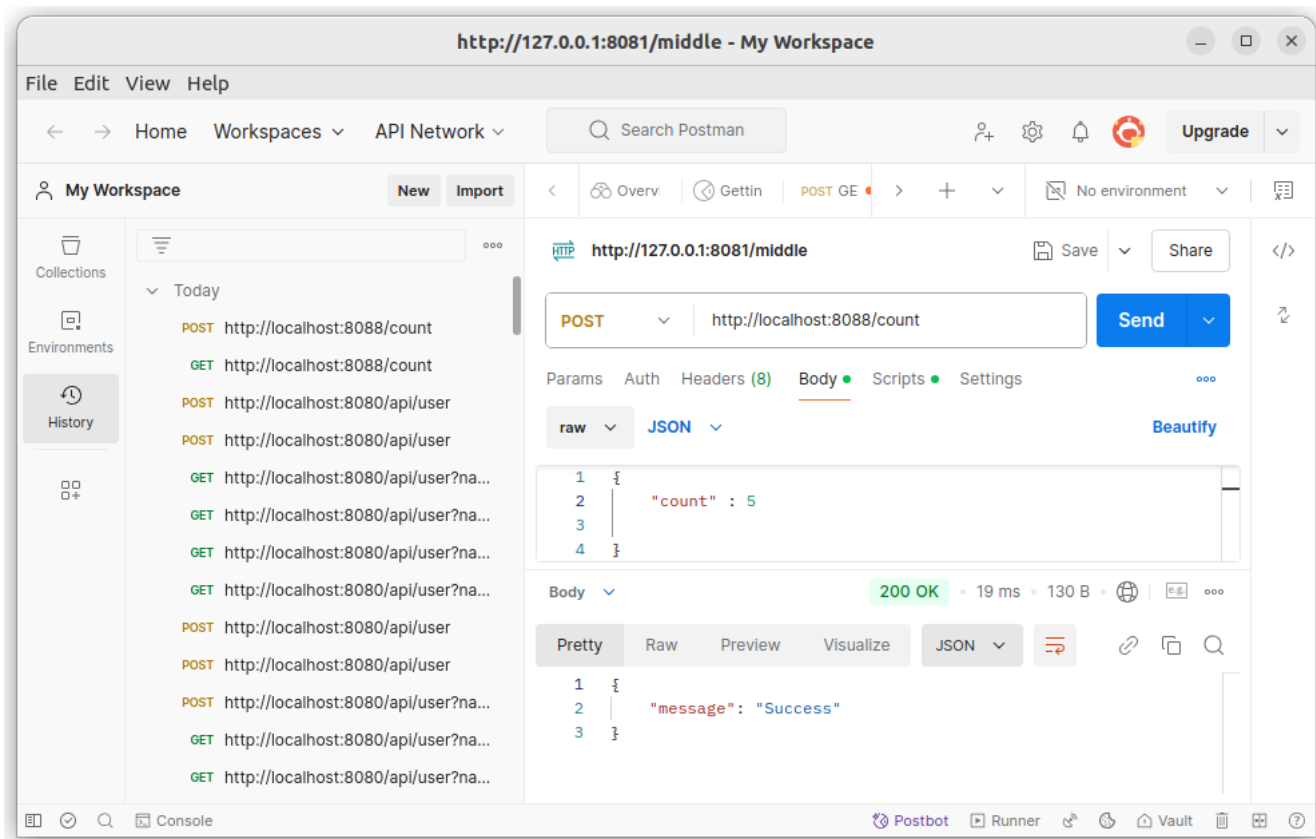 http://127.0.0.1:8081/middle - My Workspace
File Edit View Help
Home Workspaces API Network Search Postman Upgrade
My Workspace New Import
Overv Gettin POST GE No environment
Collections
Environments
History
Today
POST http://localhost:8088/count
GET http://localhost:8088/count
POST http://localhost:8080/api/user
POST http://localhost:8080/api/user
GET http://localhost:8080/api/user?na...
GET http://localhost:8080/api/user?na...
GET http://localhost:8080/api/user?na...
GET http://localhost:8080/api/user?na...
POST http://localhost:8080/api/user
POST http://localhost:8080/api/user
POST http://localhost:8080/api/user?na...
GET http://localhost:8080/api/user?na...
GET http://localhost:8080/api/user?na...
HTTP http://127.0.0.1:8081/middle Save Share
POST http://localhost:8088/count Send
Params Auth Headers (8) Body Scripts Settings
raw JSON Beautify
1 {
2 "count" : 5
3
4 }
Body 200 OK 19 ms 130 B e.g.
Pretty Raw Preview Visualize JSON
1 {
2 "message": "Success"
3 }
Console Postbot Runner Vault